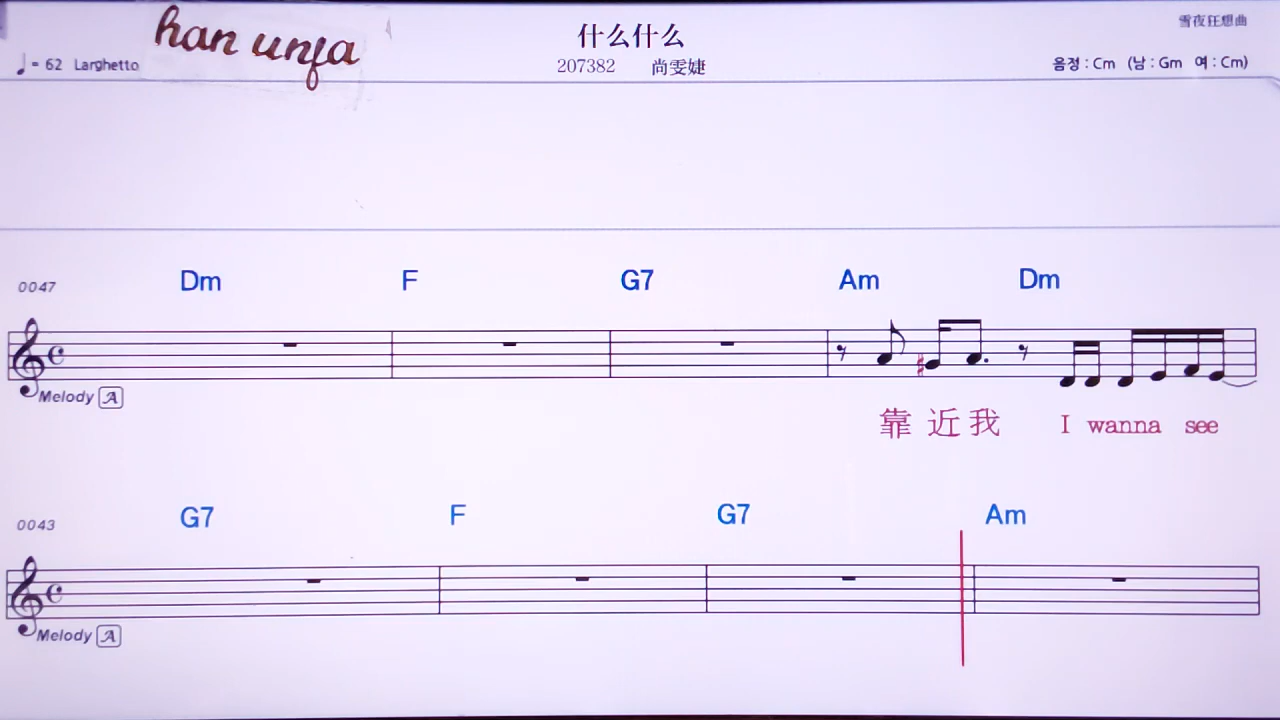 han unfa
什么什么
雪夜狂想曲
♩= 62 Larghetto
207382 尚雯婕
음정 : Cm (남 : Gm 여 : Cm)
0047 Dm F G7 Am Dm
Melody A
靠 近 我 I wanna see
0043 G7 F G7 Am
Melody A